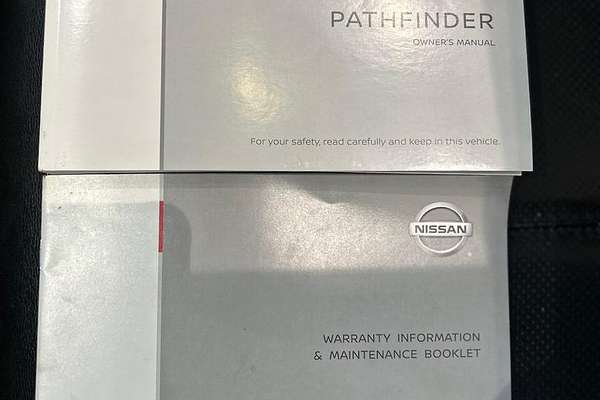 PATHFINDER
OWNER'S MANUAL
For your safety, read carefully and keep in this vehicle.
NISSAN
WARRANTY INFORMATION
& MAINTENANCE BOOKLET